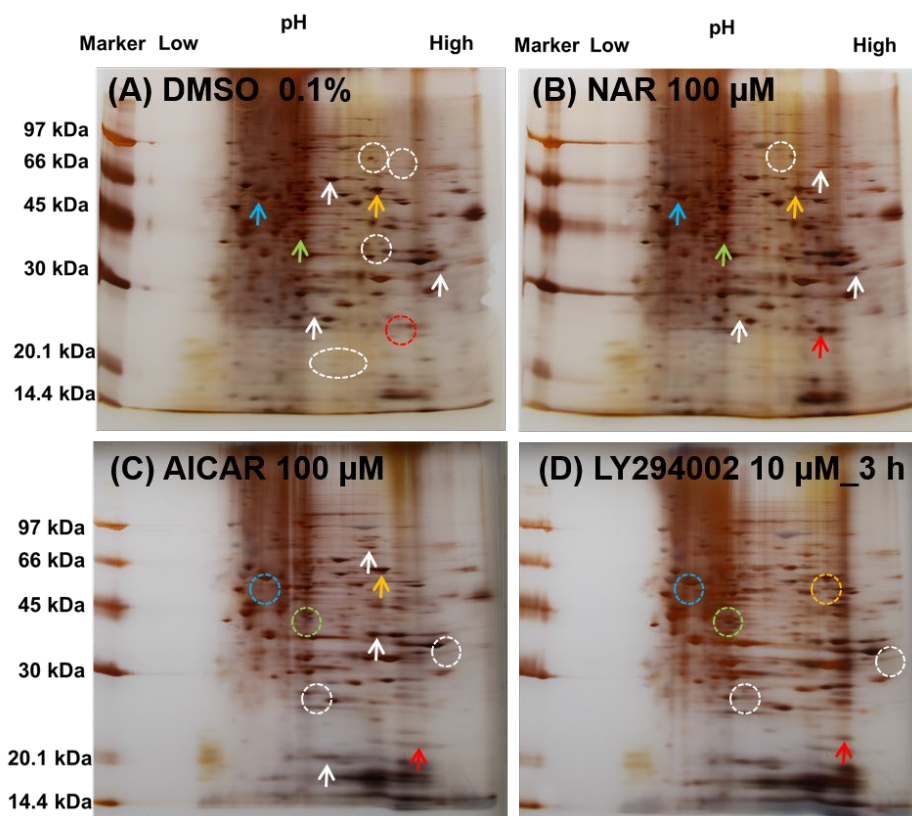 pH pH
Marker Low High Marker Low High
(A) DMSO 0.1% (B) NAR 100 µM
97 kDa
66 kDa
45 kDa
30 kDa
20.1 kDa
14.4 kDa
(C) AICAR 100 µM (D) LY294002 10 µM_3 h
97 kDa
66 kDa
45 kDa
30 kDa
20.1 kDa
14.4 kDa